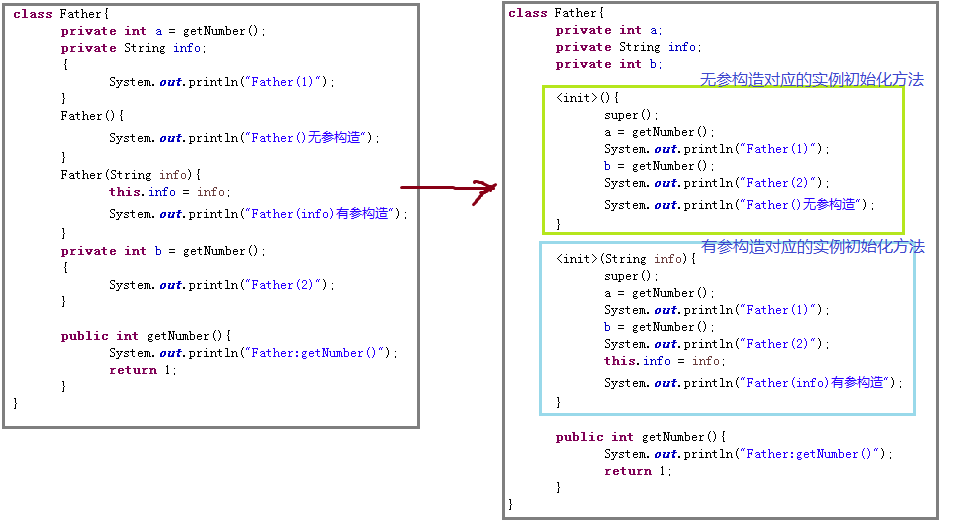 class Father{
private int a = getNumber();
private String info;
{
System.out.println("Father(1)");
}
Father(){
System.out.println("Father()无参构造");
}
Father(String info){
this.info = info;
System.out.println("Father(info)有参构造");
}
private int b = getNumber();
{
System.out.println("Father(2)");
}
public int getNumber(){
System.out.println("Father:getNumber()");
return 1;
}
}
class Father{
private int a;
private String info;
private int b;
无参构造对应的实例初始化方法
<init>(){
super();
a = getNumber();
System.out.println("Father(1)");
b = getNumber();
System.out.println("Father(2)");
System.out.println("Father()无参构造");
}
有参构造对应的实例初始化方法
<init>(String info){
super();
a = getNumber();
System.out.println("Father(1)");
b = getNumber();
System.out.println("Father(2)");
this.info = info;
System.out.println("Father(info)有参构造");
}
public int getNumber(){
System.out.println("Father:getNumber()");
return 1;
}
}